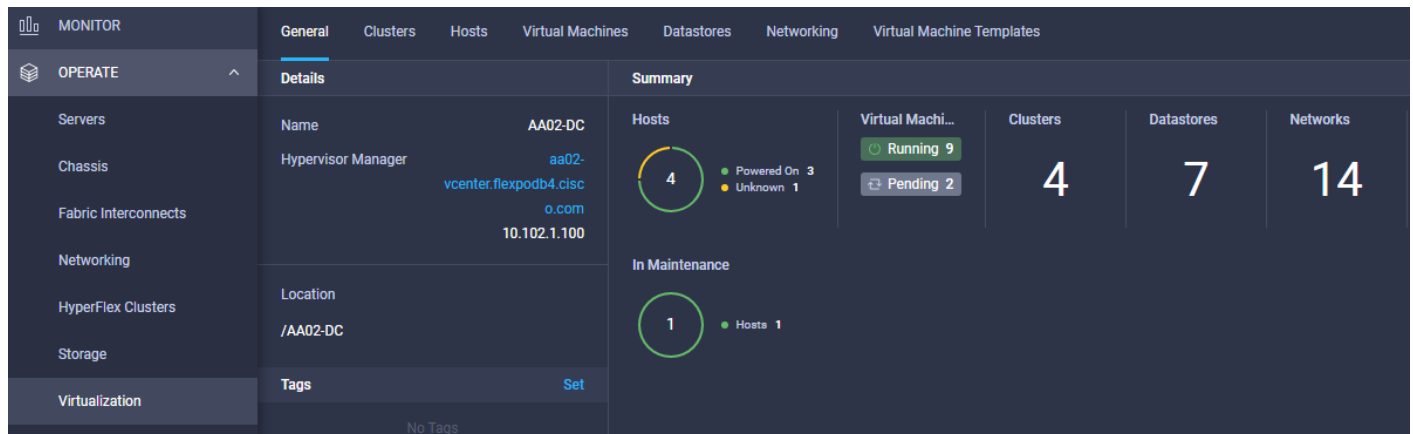 MONITOR
OPERATE
Servers
Chassis
Fabric Interconnects
Networking
HyperFlex Clusters
Storage
Virtualization
General Clusters Hosts Virtual Machines Datastores Networking Virtual Machine Templates
Details
Name AA02-DC
Hypervisor Manager aa02-
vcenter.flexpodb4.cisc
o.com
10.102.1.100
Location
/AA02-DC
Tags Set
No Tags
Summary
Hosts
4
Powered On 3
Unknown 1
Virtual Machi...
Running 9
Pending 2
Clusters
4
Datastores
7
Networks
14
In Maintenance
1
Hosts 1